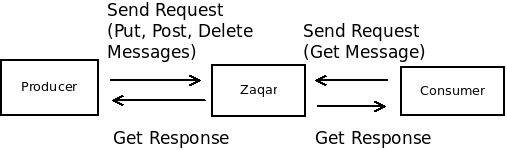 Send Request
(Put, Post, Delete
Messages)
Send Request
(Get Message)
Producer
Zaqar
Consumer
Get Response
Get Response